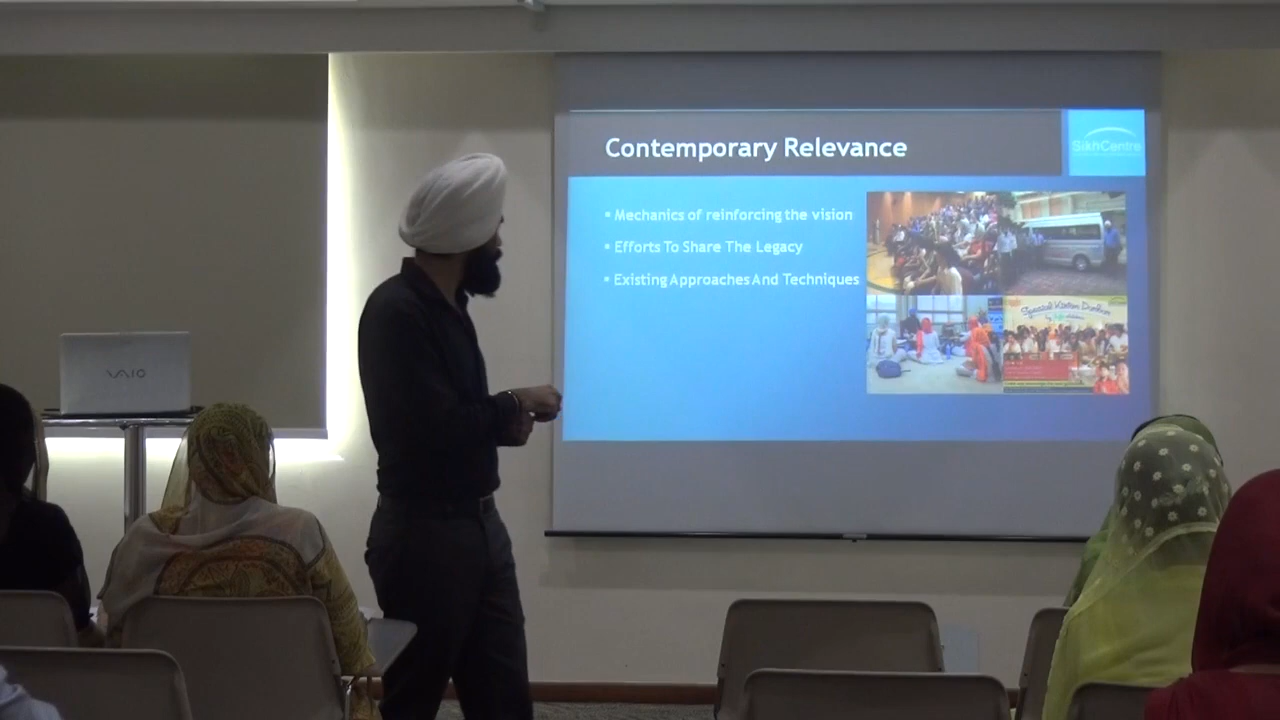 Contemporary Relevance
SikhCentre
▪ Mechanics of reinforcing the vision
▪ Efforts To Share The Legacy
▪ Existing Approaches And Techniques
Special Kirtan Darbar
VAIO